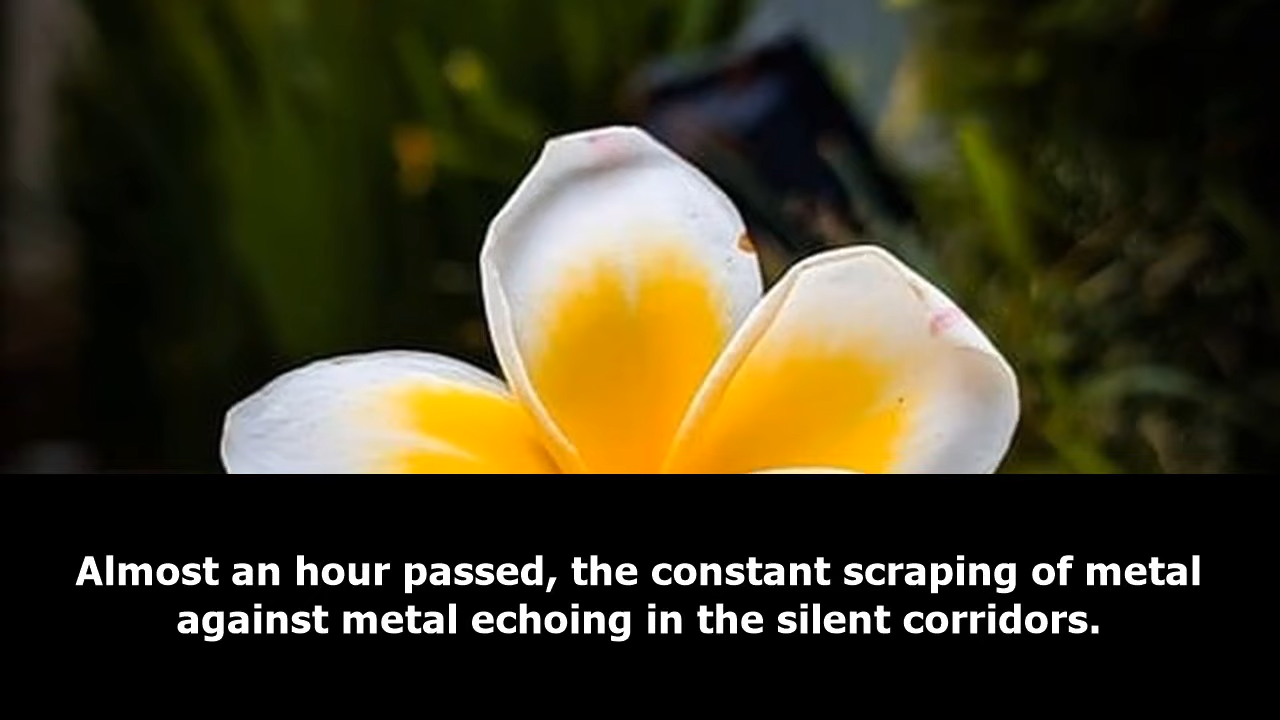 Almost an hour passed, the constant scraping of metal
against metal echoing in the silent corridors.